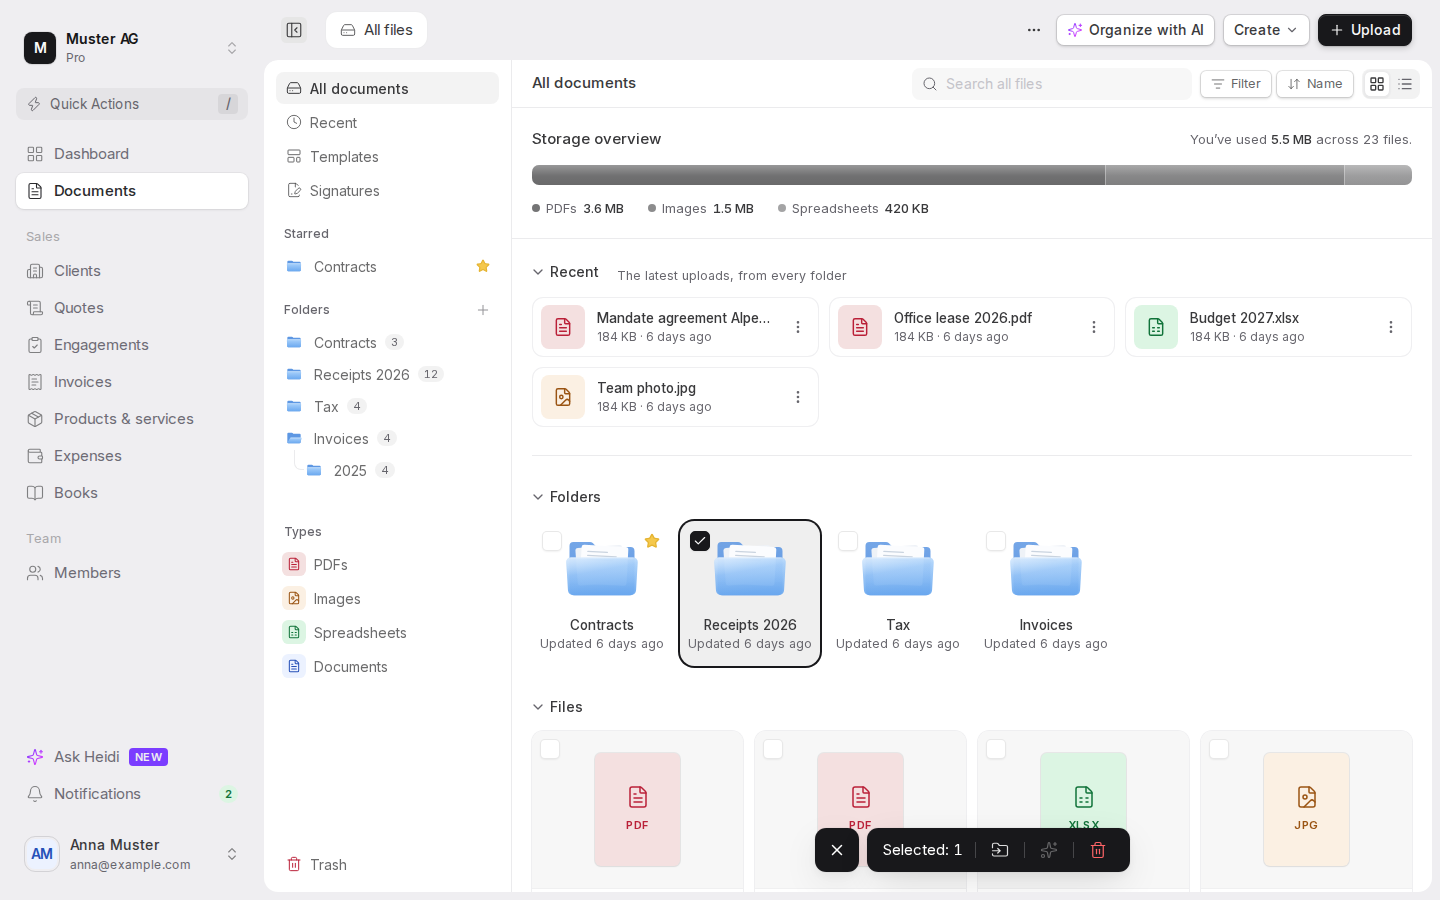 M
Muster AG
Pro
Quick Actions
/
Dashboard
Documents
Sales
Clients
Quotes
Engagements
Invoices
Products & services
Expenses
Books
Team
Members
Ask Heidi
NEW
Notifications
2
AM
Anna Muster
anna@example.com
All files
Organize with AI
Create
Upload
All documents
Recent
Templates
Signatures
Starred
Contracts
Folders
Contracts 3
Receipts 2026 12
Tax 4
Invoices 4
2025 4
Types
PDFs
Images
Spreadsheets
Documents
Trash
All documents
Search all files
Filter
Name
Storage overview
You've used 5.5 MB across 23 files.
PDFs 3.6 MB
Images 1.5 MB
Spreadsheets 420 KB
Recent
The latest uploads, from every folder
Mandate agreement Alpe...
184 KB · 6 days ago
Office lease 2026.pdf
184 KB · 6 days ago
Budget 2027.xlsx
184 KB · 6 days ago
Team photo.jpg
184 KB · 6 days ago
Folders
Contracts
Updated 6 days ago
Receipts 2026
Updated 6 days ago
Tax
Updated 6 days ago
Invoices
Updated 6 days ago
Files
PDF
PDF
XLSX
JPG
Selected: 1